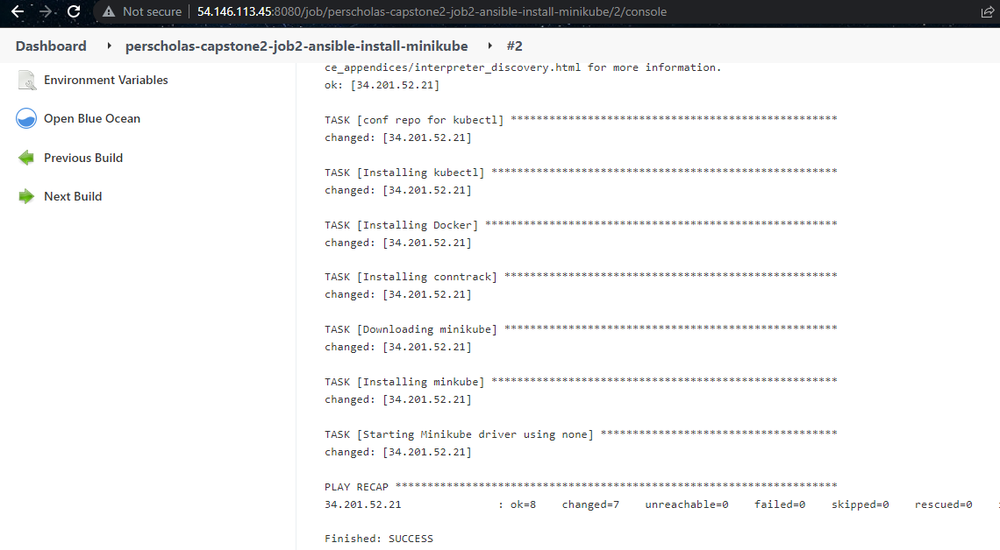 Not secure | 54.146.113.45:8080/job/perscholas-capstone2-job2-ansible-install-minikube/2/console
Dashboard perscholas-capstone2-job2-ansible-install-minikube #2
Environment Variables
Open Blue Ocean
Previous Build
Next Build
ce_appendices/interpreter_discovery.html for more information.
ok: [34.201.52.21]
TASK [conf repo for kubectl] ***************************************************
changed: [34.201.52.21]
TASK [Installing kubectl] ******************************************************
changed: [34.201.52.21]
TASK [Installing Docker] *******************************************************
changed: [34.201.52.21]
TASK [Installing conntrack] ****************************************************
changed: [34.201.52.21]
TASK [Downloading minikube] ****************************************************
changed: [34.201.52.21]
TASK [Installing minkube] ******************************************************
changed: [34.201.52.21]
TASK [Starting Minikube driver using none] *************************************
changed: [34.201.52.21]
PLAY RECAP *********************************************************************
34.201.52.21 : ok=8 changed=7 unreachable=0 failed=0 skipped=0 rescued=0
Finished: SUCCESS